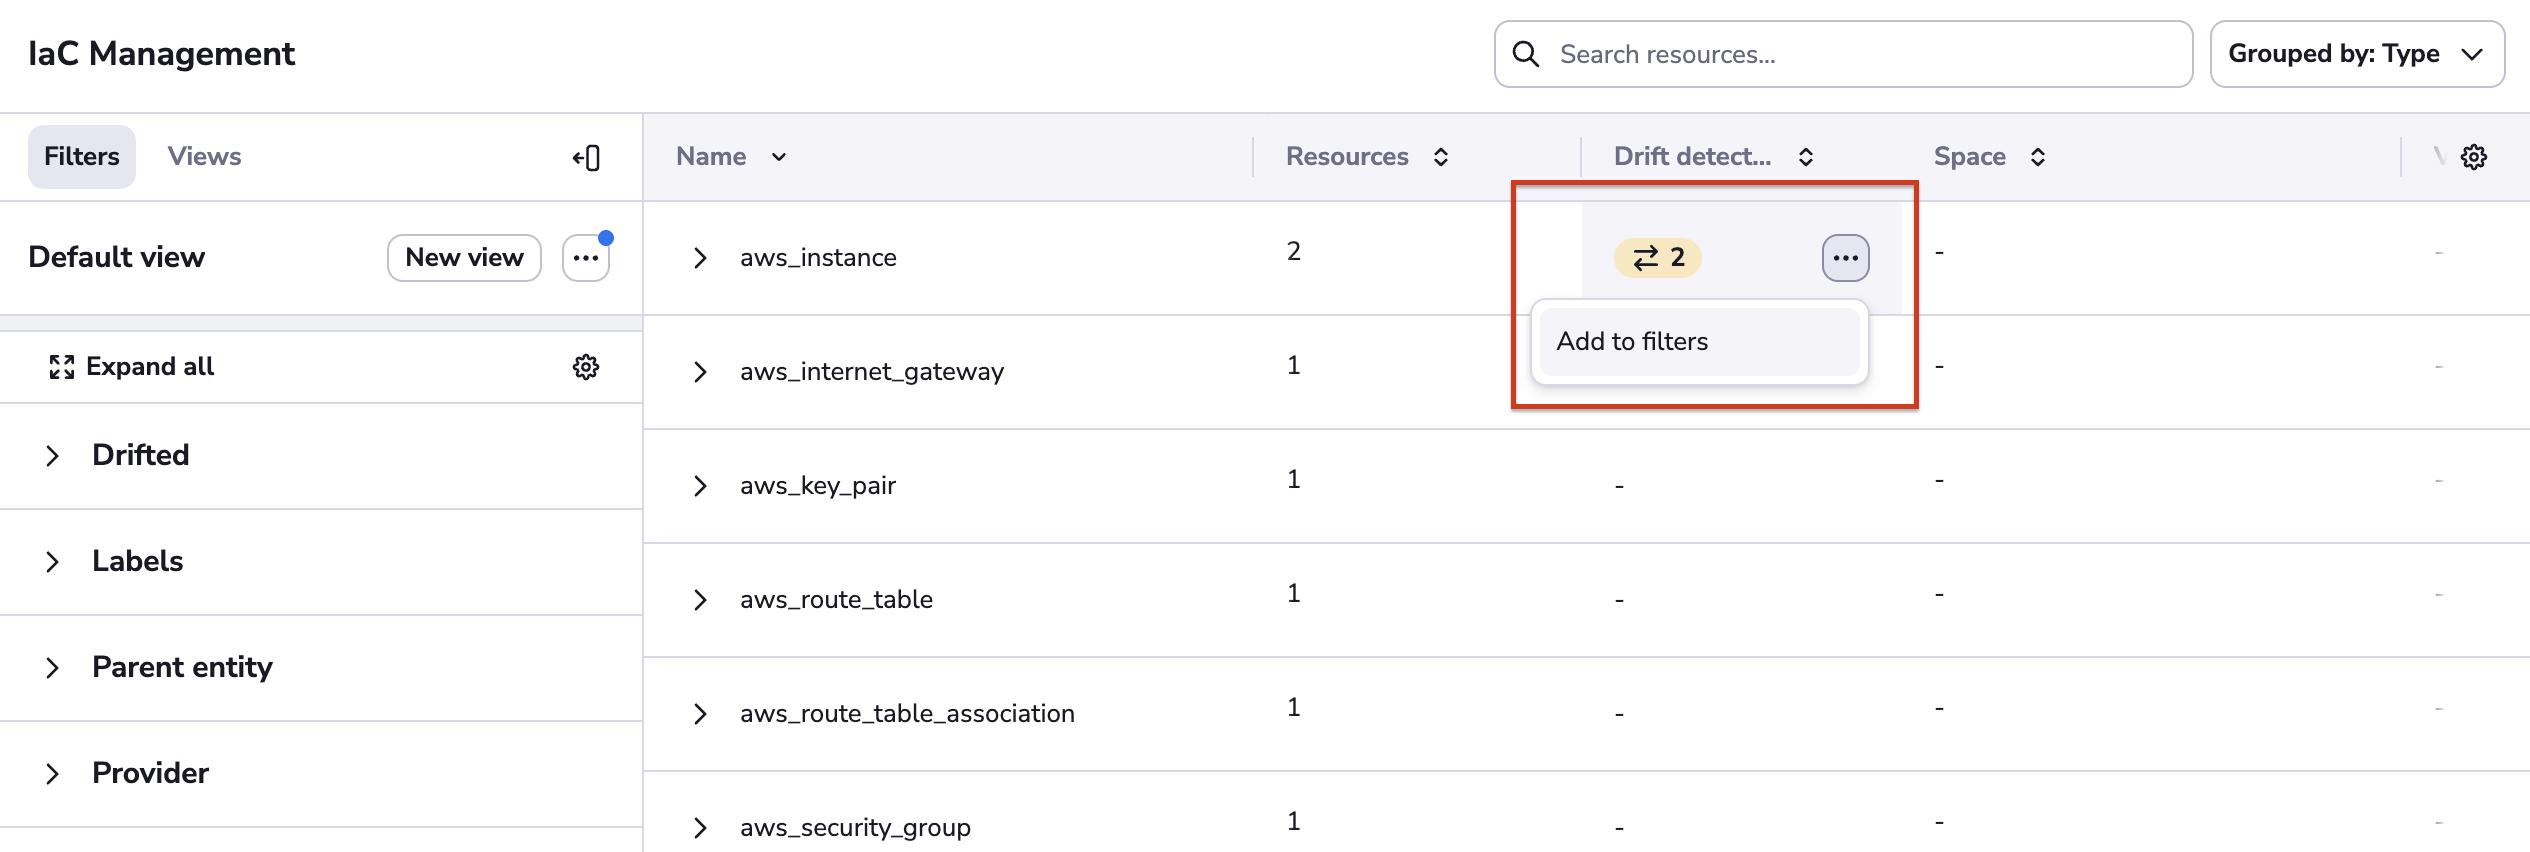 IaC Management
Search resources...
Grouped by: Type
Filters
Views
Name
Resources
Drift detect...
Space
Default view
New view
aws_instance
2
2
-
-
Add to filters
Expand all
aws_internet_gateway
1
-
-
Drifted
aws_key_pair
1
-
-
-
Labels
aws_route_table
1
-
-
-
Parent entity
aws_route_table_association
1
-
-
-
Provider
aws_security_group
1
-
-
-